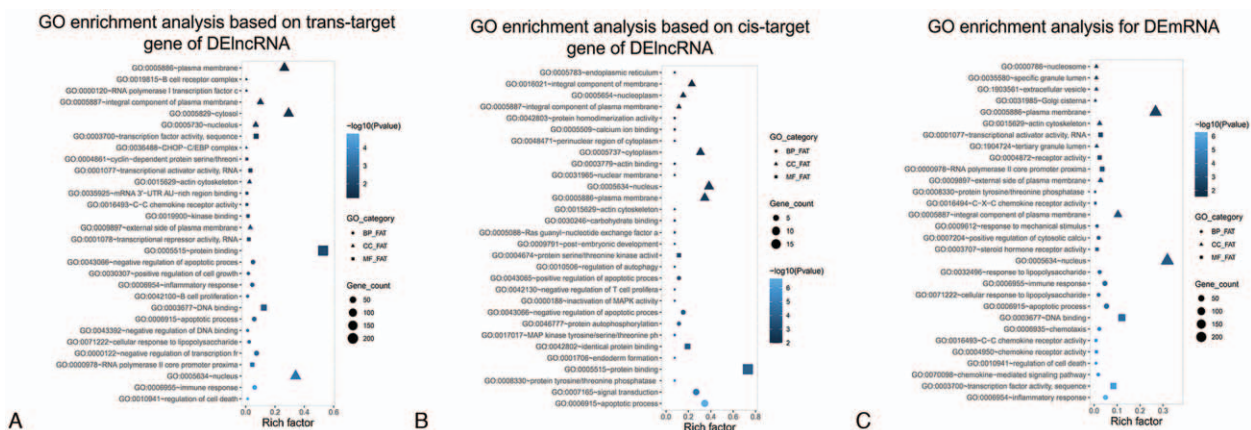 GO enrichment analysis based on trans-target
gene of DElncRNA
GO:0005886~plasma membrane
GO:0019815~B cell receptor complex
GO:0000120~RNA polymerase I transcription factor c
GO:0005887~integral component of plasma membrane
GO:0005829~cytosol
GO:0005730~nucleolus
GO:0003700~transcription factor activity, sequence
GO:0036488~CHOP-C/EBP complex
GO:0004861~cyclin-dependent protein serine/threoni
GO:0001077~transcriptional activator activity, RNA
GO:0015629~actin cytoskeleton
GO:0035925~mRNA 3'-UTR AU-rich region binding
GO:0016493~C-C chemokine receptor activity
GO:0019900~kinase binding
GO:0009897~external side of plasma membrane
GO:0001078~transcriptional repressor activity, RNA
GO:0005515~protein binding
GO:0043066~negative regulation of apoptotic proces
GO:0030307~positive regulation of cell growth
GO:0006954~inflammatory response
GO:0042100~B cell proliferation
GO:0003677~DNA binding
GO:0006915~apoptotic process
GO:0043392~negative regulation of DNA binding
GO:0071222~cellular response to lipopolysaccharide
GO:0000122~negative regulation of transcription fr
GO:0000978~RNA polymerase II core promoter proxima
GO:0005634~nucleus
GO:0006955~immune response
GO:0010941~regulation of cell death
0.0 0.2 0.4 0.6
Rich factor
−log10(Pvalue)
4
3
2
GO_category
BP_FAT
CC_FAT
MF_FAT
Gene_count
50
100
150
200
A
GO enrichment analysis based on cis-target
gene of DElncRNA
GO:0005783~endoplasmic reticulum
GO:0016021~integral component of membrane
GO:0005654~nucleoplasm
GO:0005887~integral component of plasma membrane
GO:0042803~protein homodimerization activity
GO:0005509~calcium ion binding
GO:0048471~perinuclear region of cytoplasm
GO:0005737~cytoplasm
GO:0003779~actin binding
GO:0031965~nuclear membrane
GO:0005634~nucleus
GO:0005886~plasma membrane
GO:0015629~actin cytoskeleton
GO:0030246~carbohydrate binding
GO:0005088~Ras guanyl-nucleotide exchange factor a
GO:0009791~post-embryonic development
GO:0004674~protein serine/threonine kinase activit
GO:0010506~regulation of autophagy
GO:0043065~positive regulation of apoptotic proces
GO:0042130~negative regulation of T cell prolifera
GO:0000188~inactivation of MAPK activity
GO:0043066~negative regulation of apoptotic proces
GO:0046777~protein autophosphorylation
GO:0017017~MAP kinase tyrosine/serine/threonine ph
GO:0042802~identical protein binding
GO:0001706~endoderm formation
GO:0005515~protein binding
GO:0008330~protein tyrosine/threonine phosphatase
GO:0007165~signal transduction
GO:0006915~apoptotic process
0.0 0.2 0.4 0.6 0.8
Rich factor
GO_category
BP_FAT
CC_FAT
MF_FAT
Gene_count
5
10
15
−log10(Pvalue)
6
5
4
3
2
B
GO enrichment analysis for DEmRNA
GO:0000786~nucleosome
GO:0035580~specific granule lumen
GO:1903561~extracellular vesicle
GO:0031985~Golgi cisterna
GO:0005886~plasma membrane
GO:0015629~actin cytoskeleton
GO:0001077~transcriptional activator activity, RNA
GO:1904724~tertiary granule lumen
GO:0004872~receptor activity
GO:0000978~RNA polymerase II core promoter proxima
GO:0009897~external side of plasma membrane
GO:0008330~protein tyrosine/threonine phosphatase
GO:0016494~C-X-C chemokine receptor activity
GO:0005887~integral component of plasma membrane
GO:0009612~response to mechanical stimulus
GO:0007204~positive regulation of cytosolic calciu
GO:0003707~steroid hormone receptor activity
GO:0005634~nucleus
GO:0032496~response to lipopolysaccharide
GO:0006955~immune response
GO:0071222~cellular response to lipopolysaccharide
GO:0006915~apoptotic process
GO:0003677~DNA binding
GO:0006935~chemotaxis
GO:0016493~C-C chemokine receptor activity
GO:0004950~chemokine receptor activity
GO:0010941~regulation of cell death
GO:0070098~chemokine-mediated signaling pathway
GO:0003700~transcription factor activity, sequence
GO:0006954~inflammatory response
0.0 0.1 0.2 0.3
Rich factor
−log10(Pvalue)
6
5
4
3
2
GO_category
BP_FAT
CC_FAT
MF_FAT
Gene_count
50
100
150
200
C